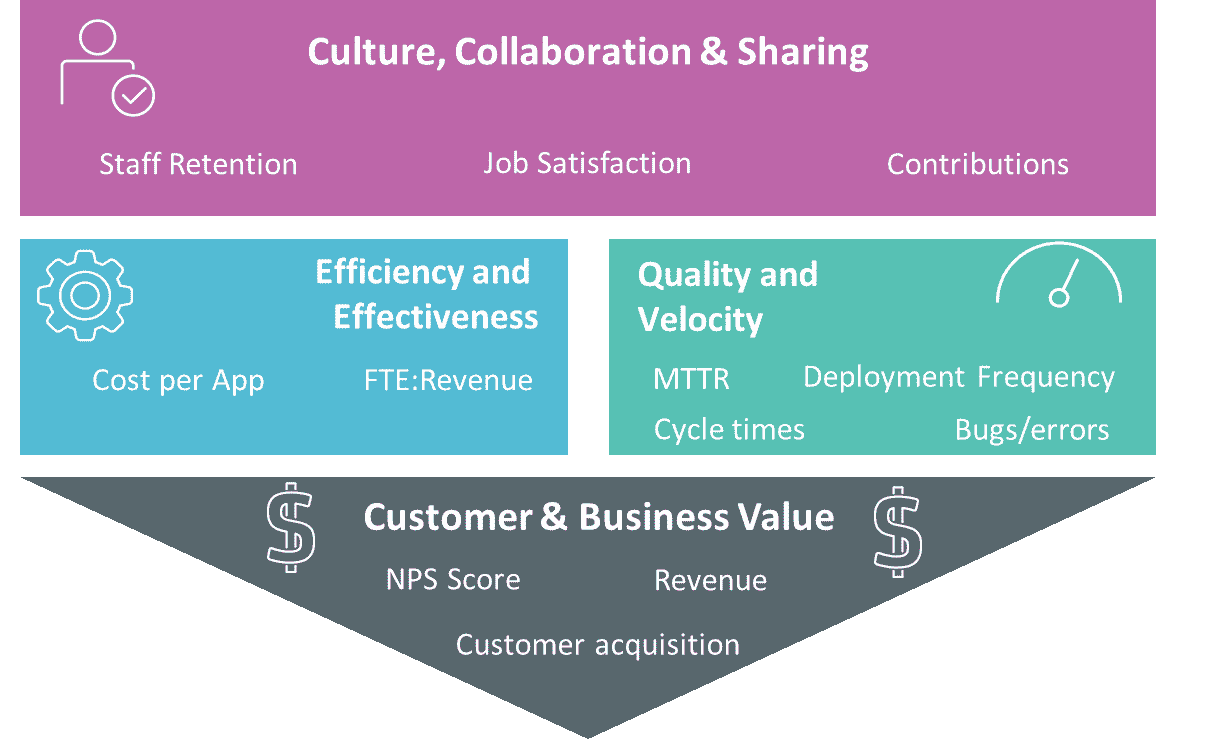 Culture, Collaboration & Sharing
Staff Retention
Job Satisfaction
Contributions
Efficiency and
Effectiveness
Cost per App
FTE:Revenue
Quality and
Velocity
MTTR
Deployment Frequency
Cycle times
Bugs/errors
$
Customer & Business Value
$
NPS Score
Revenue
Customer acquisition